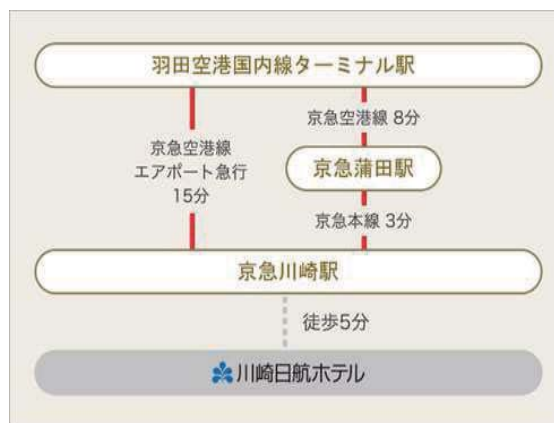 羽田空港国内線ターミナル駅
京急空港線
エアポート急行
15分
京急空港線 8分
京急蒲田駅
京急本線 3分
京急川崎駅
徒歩5分
川崎日航ホテル